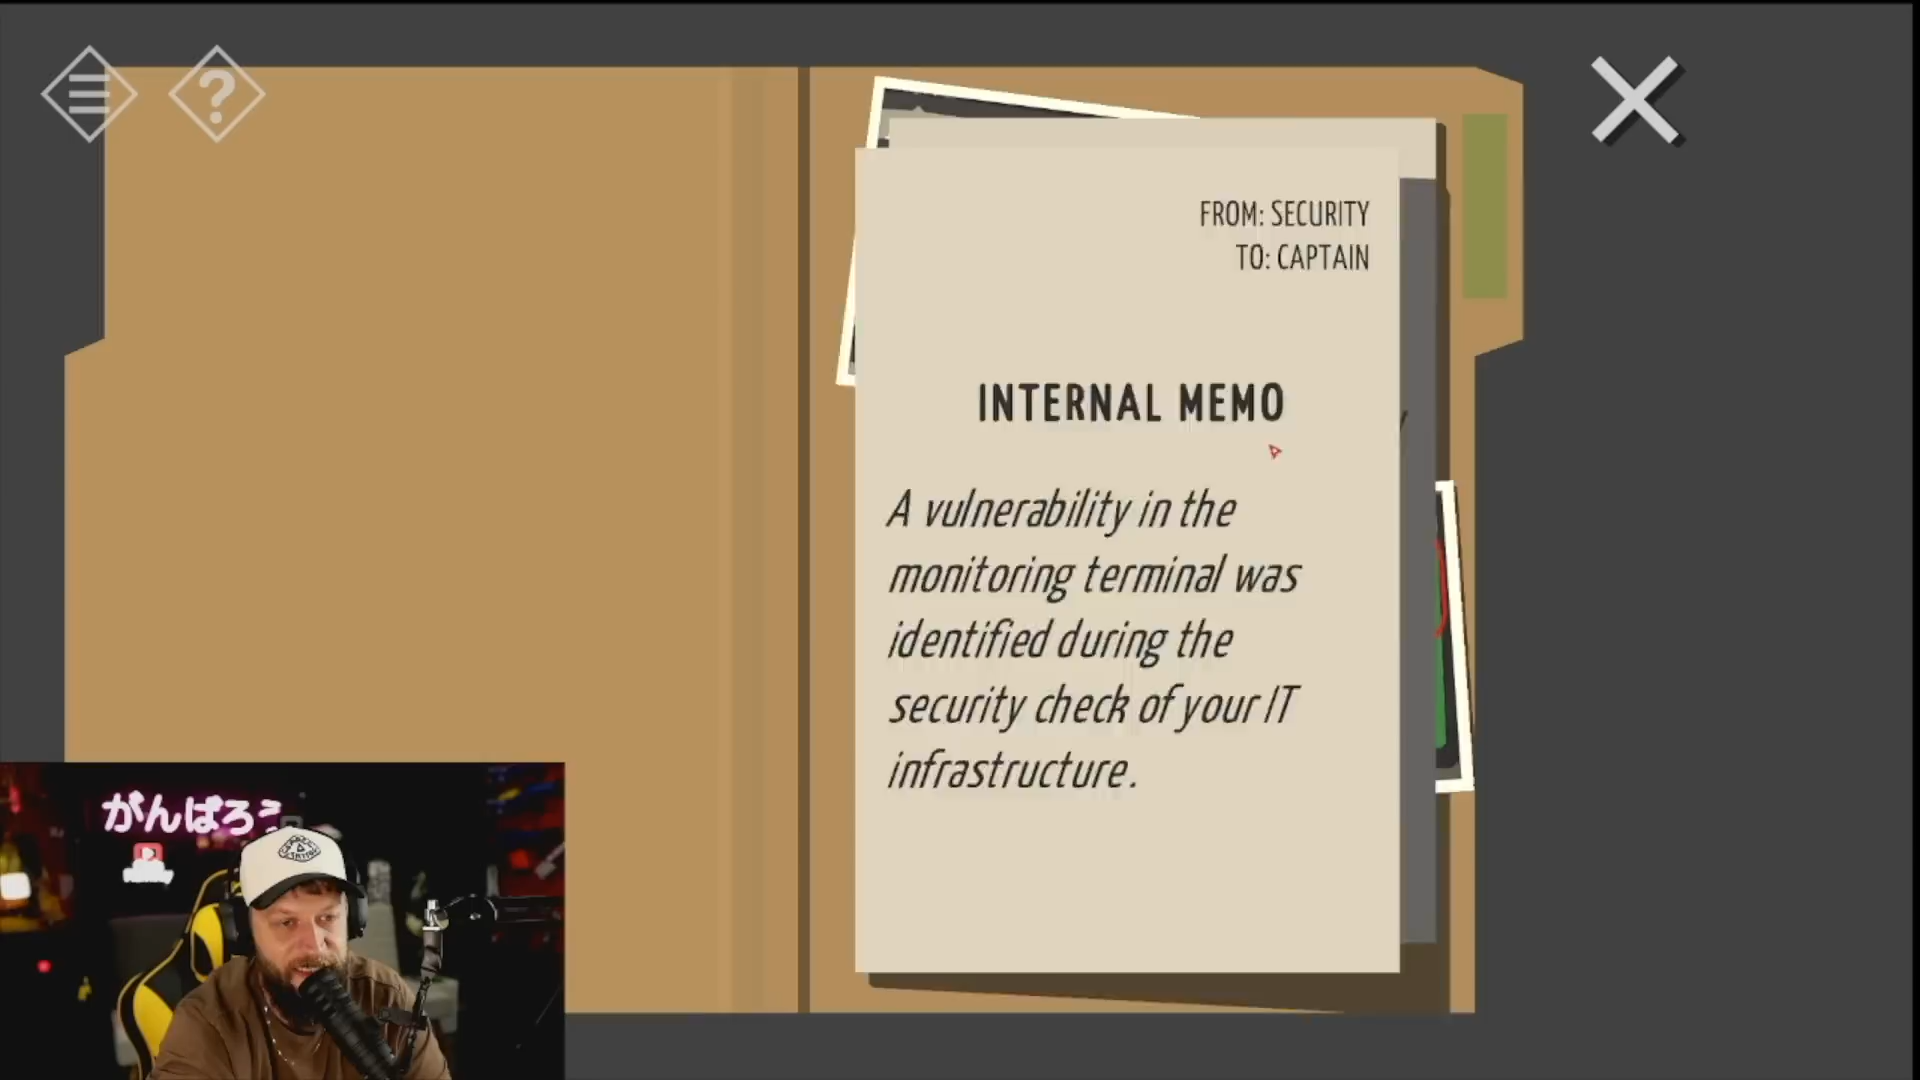 ?
FROM: SECURITY
TO: CAPTAIN
INTERNAL MEMO
A vulnerability in the
monitoring terminal was
identified during the
security check of your IT
infrastructure.
がんばろう